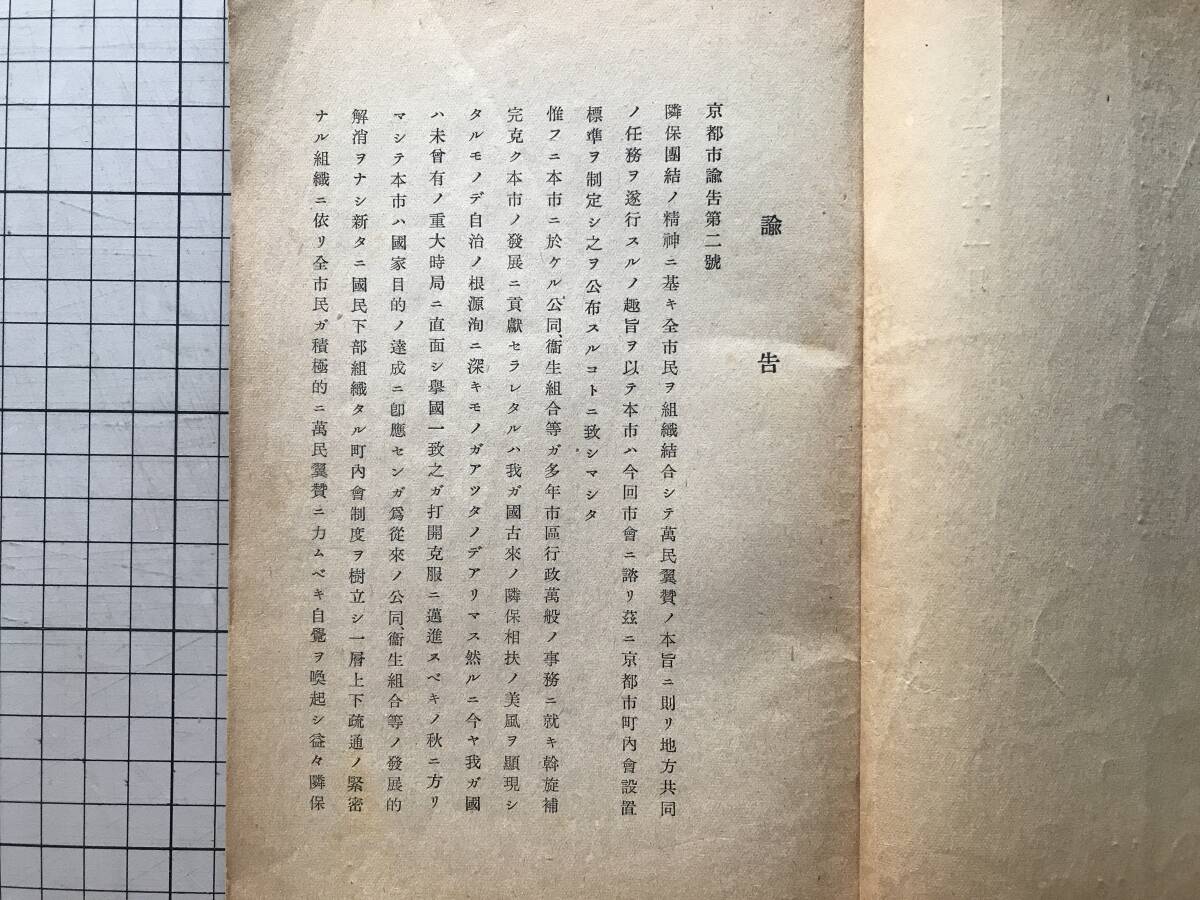 諭告
京都市諭告第二號
隣保團結ノ精神ニ基キ全市民ヲ組織結合シテ萬民翼贊ノ本旨ニ則リ地方共同
ノ任務ヲ遂行スルノ趣旨ヲ以テ本市ハ今回市會ニ諮リ茲ニ京都市町內會設置
標準ヲ制定シ之ヲ公布スルコトニ致シマシタ
惟フニ本市ニ於ケル公同、衞生組合等ガ多年市區行政萬般ノ事務ニ就キ斡旋補
完克ク本市ノ發展ニ貢獻セラレタルハ我ガ國古來ノ隣保相扶ノ美風ヲ顯現シ
タルモノデ自治ノ根源洵ニ深キモノガアツタノデアリマス然ルニ今ヤ我ガ國
ハ未曾有ノ重大時局ニ直面シ擧國一致之ガ打開克服ニ邁進スベキノ秋ニ方リ
マシテ本市ハ國家目的ノ達成ニ卽應センガ爲從來ノ公同、衞生組合等ノ發展的
解消ヲナシ新タニ國民下部組織タル町內會制度ヲ樹立シ一層上下疏通ノ緊密
ナル組織ニ依リ全市民ガ積極的ニ萬民翼贊ニ力ムベキ自覺ヲ喚起シ益々隣保